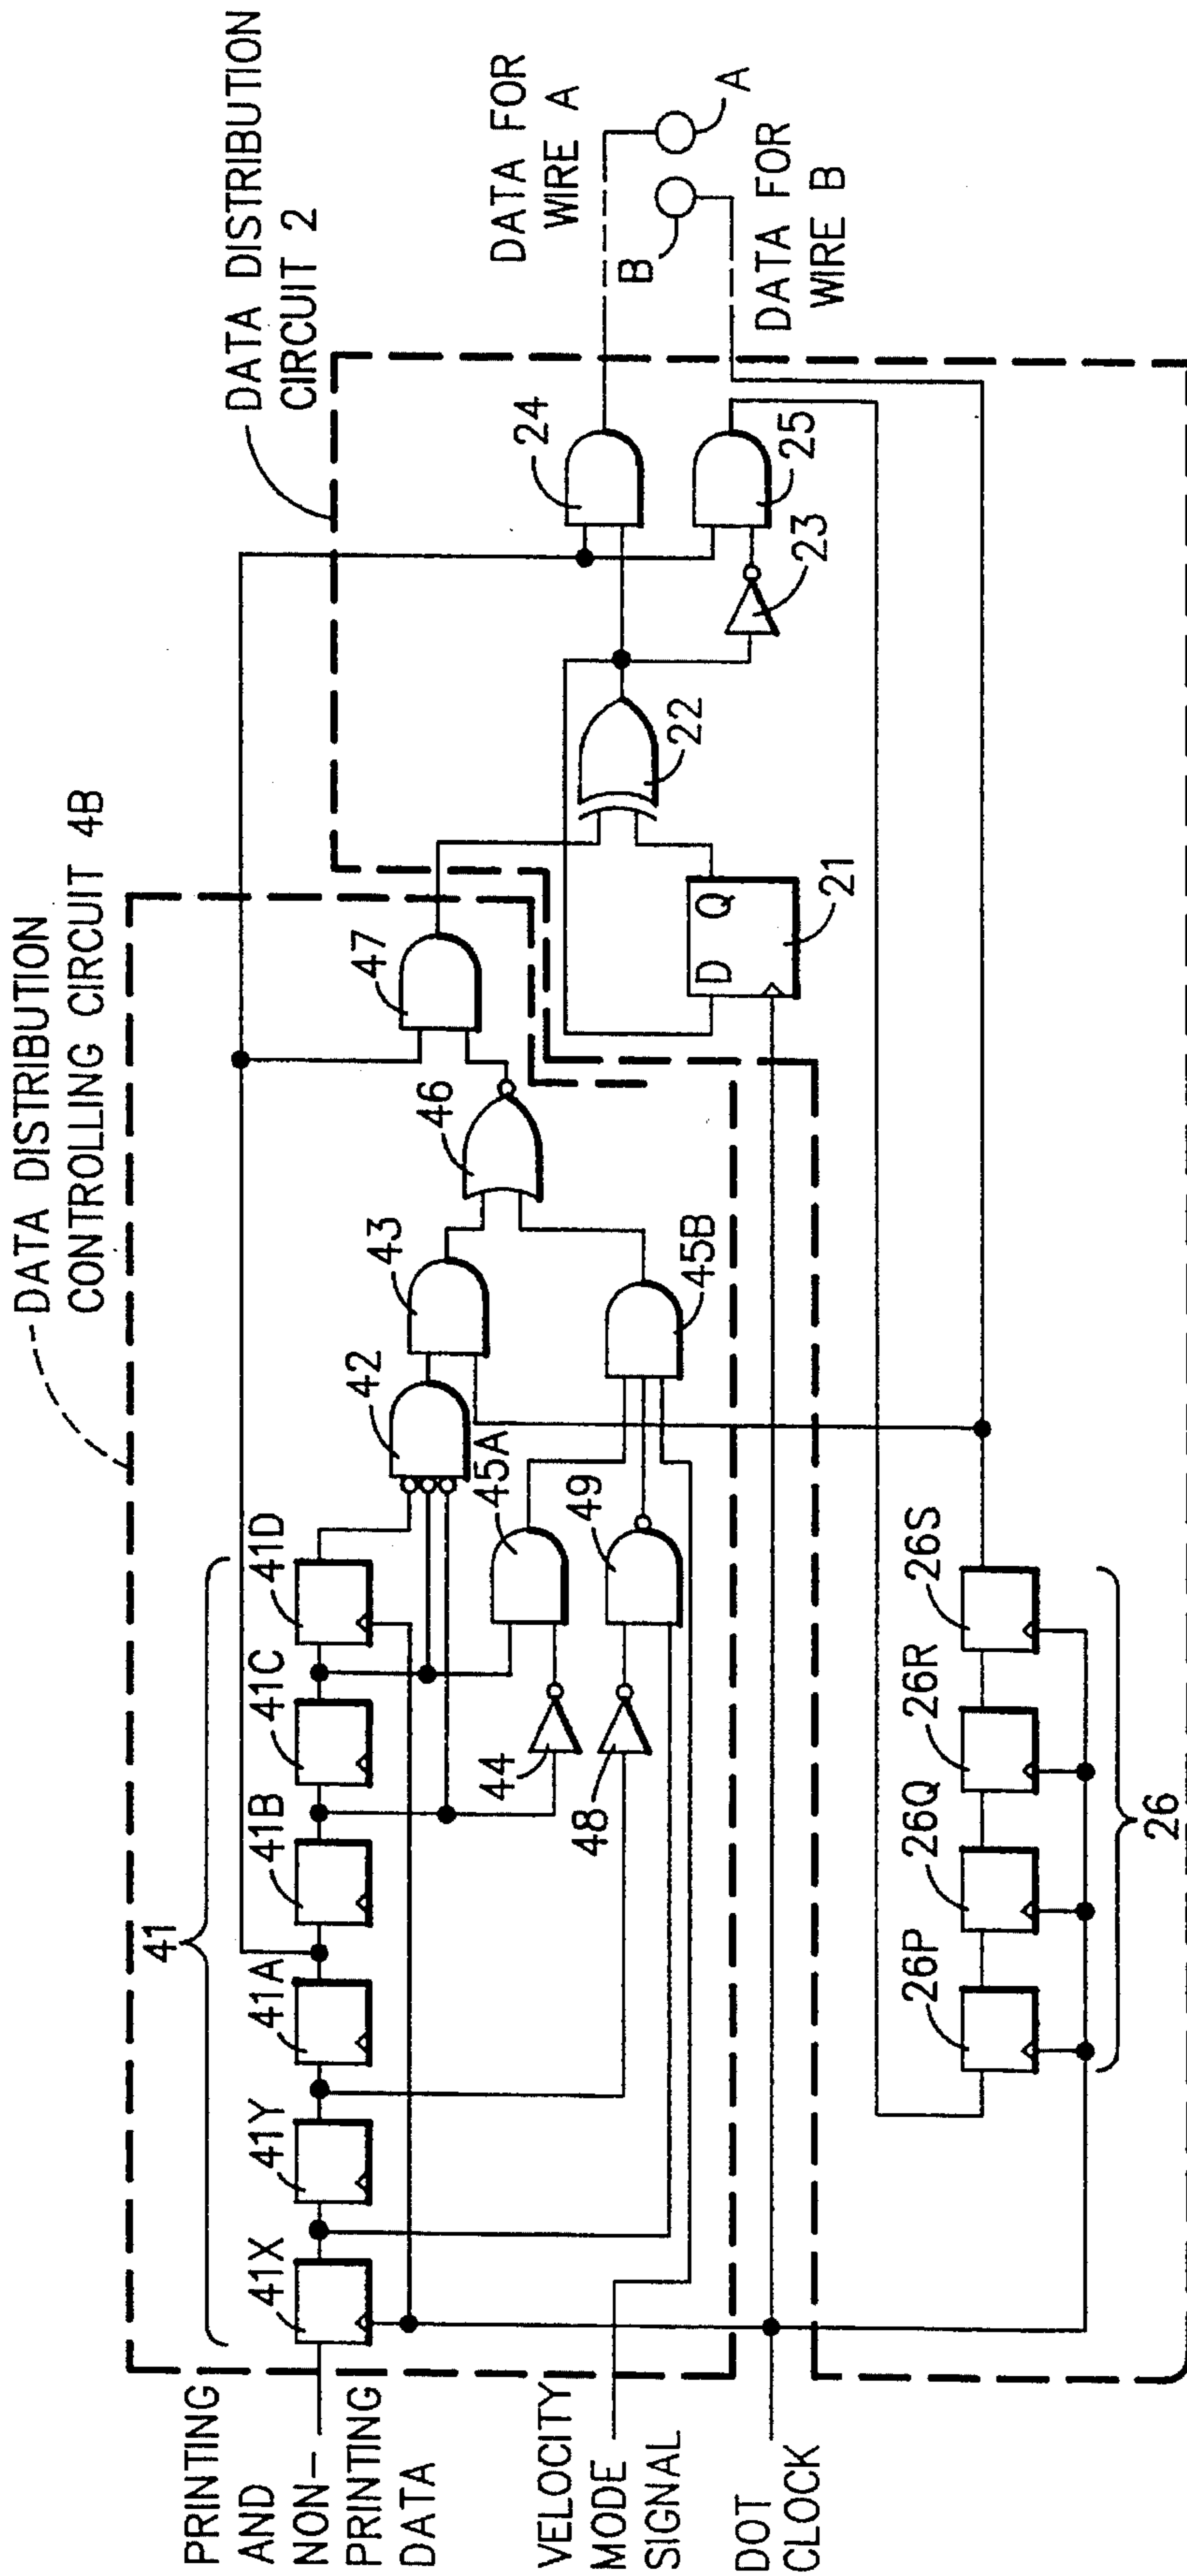 DATA DISTRIBUTION
CONTROLLING CIRCUIT 4B
DATA DISTRIBUTION
CIRCUIT 2
PRINTING
AND
NON-
PRINTING
DATA
VELOCITY
MODE
SIGNAL
DOT
CLOCK
41
41X
41Y
41A
41B
41C
41D
42
43
44
45A
45B
46
47
48
49
21
D
Q
22
23
24
25
26P
26Q
26R
26S
26
DATA FOR
WIRE A
A
B
DATA FOR
WIRE B